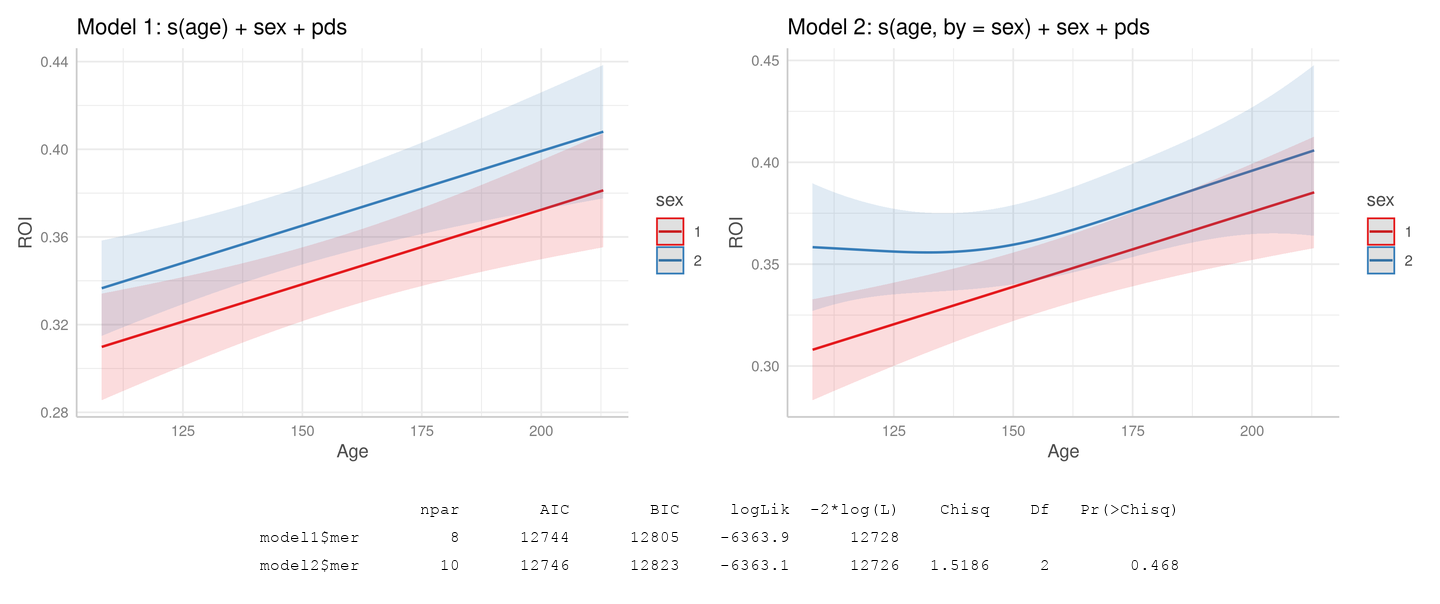 Model 1: s(age) + sex + pds
0.44
0.40
0.36
0.32
0.28
ROI
125 150 175 200
Age
sex
1
2
Model 2: s(age, by = sex) + sex + pds
0.45
0.40
0.35
0.30
ROI
125 150 175 200
Age
sex
1
2
npar AIC BIC logLik -2*log(L) Chisq Df Pr(>Chisq)
model1$mer 8 12744 12805 -6363.9 12728
model2$mer 10 12746 12823 -6363.1 12726 1.5186 2 0.468